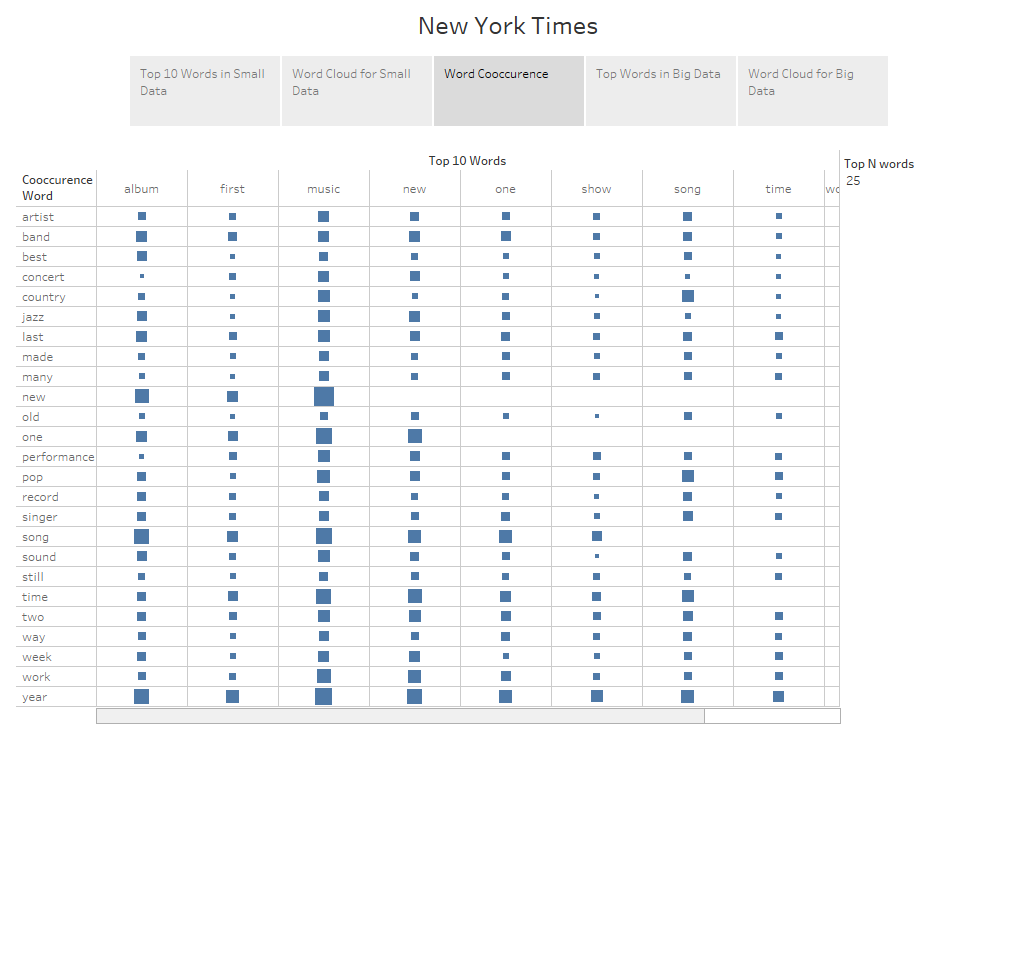 New York Times
Top 10 Words in Small
Data
Word Cloud for Small
Data
Word Cooccurence
Top Words in Big Data
Word Cloud for Big
Data
Top 10 Words
Top N words
25
Cooccurence
Word
album first music new one show song time wo
artist
band
best
concert
country
jazz
last
made
many
new
old
one
performance
pop
record
singer
song
sound
still
time
two
way
week
work
year